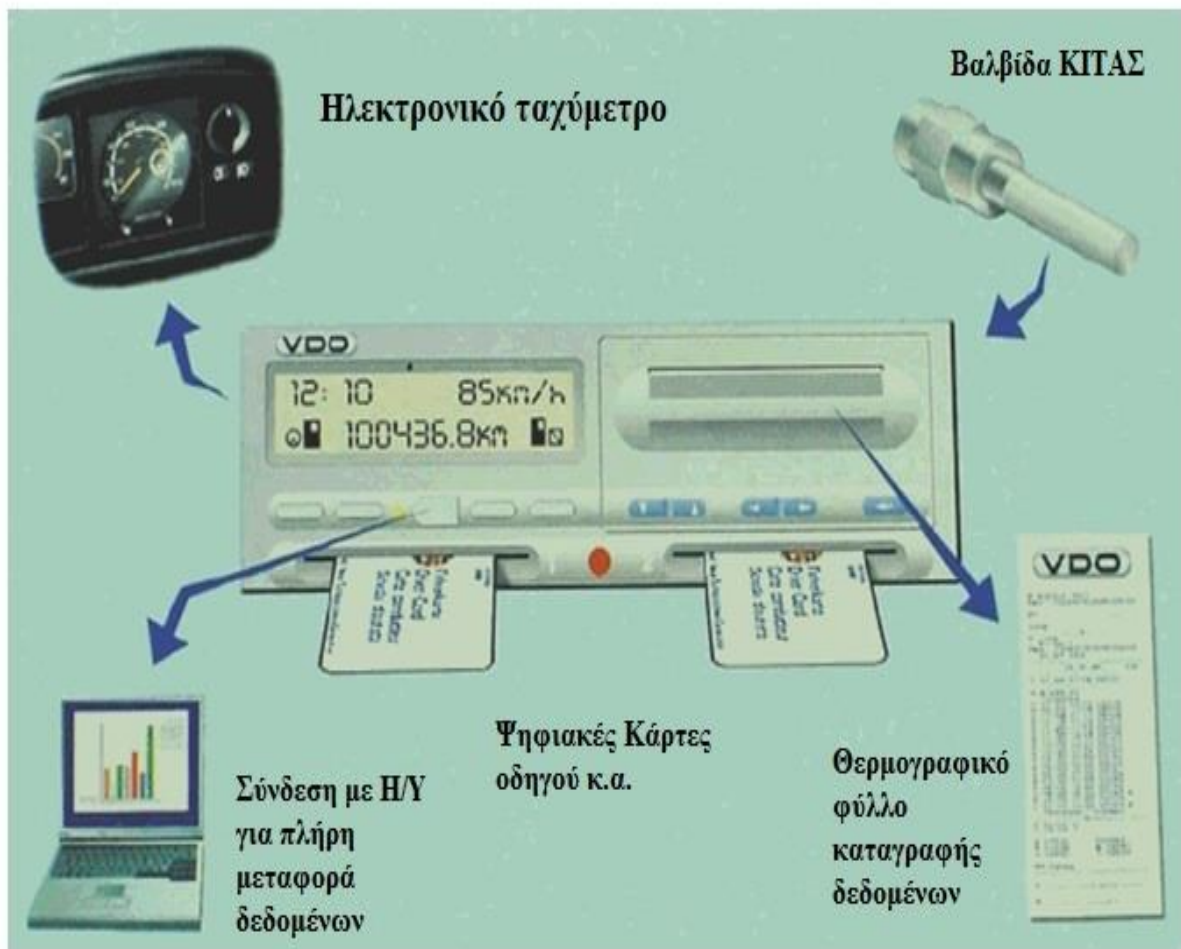 Ηλεκτρονικό ταχύμετρο
Βαλβίδα ΚΙΤΑΣ
VDO
12: 10 85km/h
100436.8km
VDO
Ψηφιακές Κάρτες
οδηγού κ.α.
Σύνδεση με Η/Υ
για πλήρη
μεταφορά
δεδομένων
Θερμογραφικό
φύλλο
καταγραφής
δεδομένων